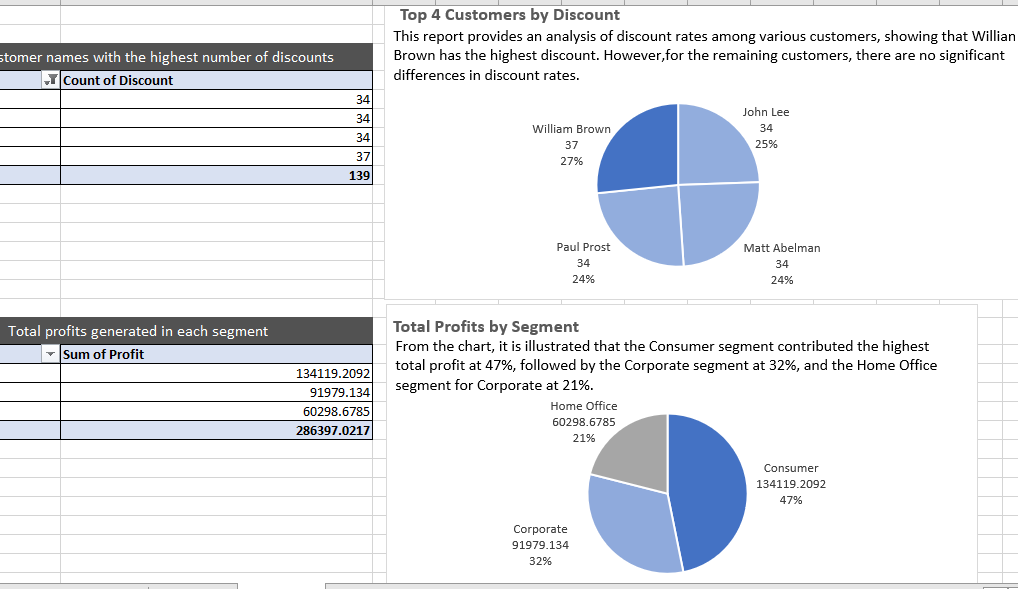 Top 4 Customers by Discount
This report provides an analysis of discount rates among various customers, showing that Willian
Brown has the highest discount. However,for the remaining customers, there are no significant
differences in discount rates.
stomer names with the highest number of discounts
Count of Discount
34
34
34
37
139
John Lee
34
25%
William Brown
37
27%
Paul Prost
34
24%
Matt Abelman
34
24%
Total profits generated in each segment
Sum of Profit
134119.2092
91979.134
60298.6785
286397.0217
Total Profits by Segment
From the chart, it is illustrated that the Consumer segment contributed the highest
total profit at 47%, followed by the Corporate segment at 32%, and the Home Office
segment for Corporate at 21%.
Home Office
60298.6785
21%
Consumer
134119.2092
47%
Corporate
91979.134
32%